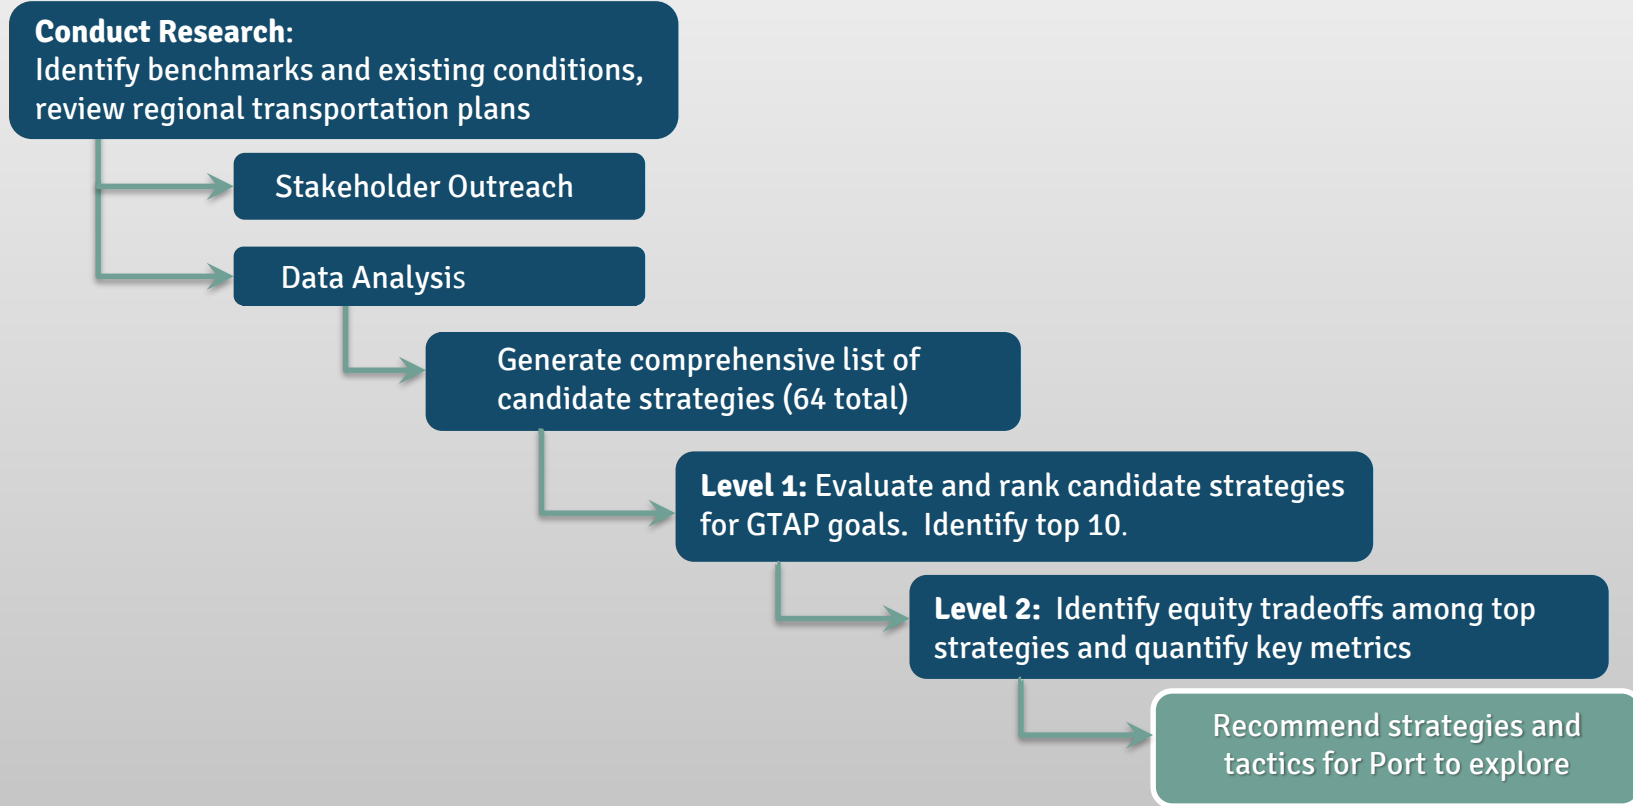 Conduct Research:
Identify benchmarks and existing conditions,
review regional transportation plans
Stakeholder Outreach
Data Analysis
Generate comprehensive list of
candidate strategies (64 total)
Level 1: Evaluate and rank candidate strategies
for GTAP goals.  Identify top 10.
Level 2:  Identify equity tradeoffs among top
strategies and quantify key metrics
Recommend strategies and
tactics for Port to explore